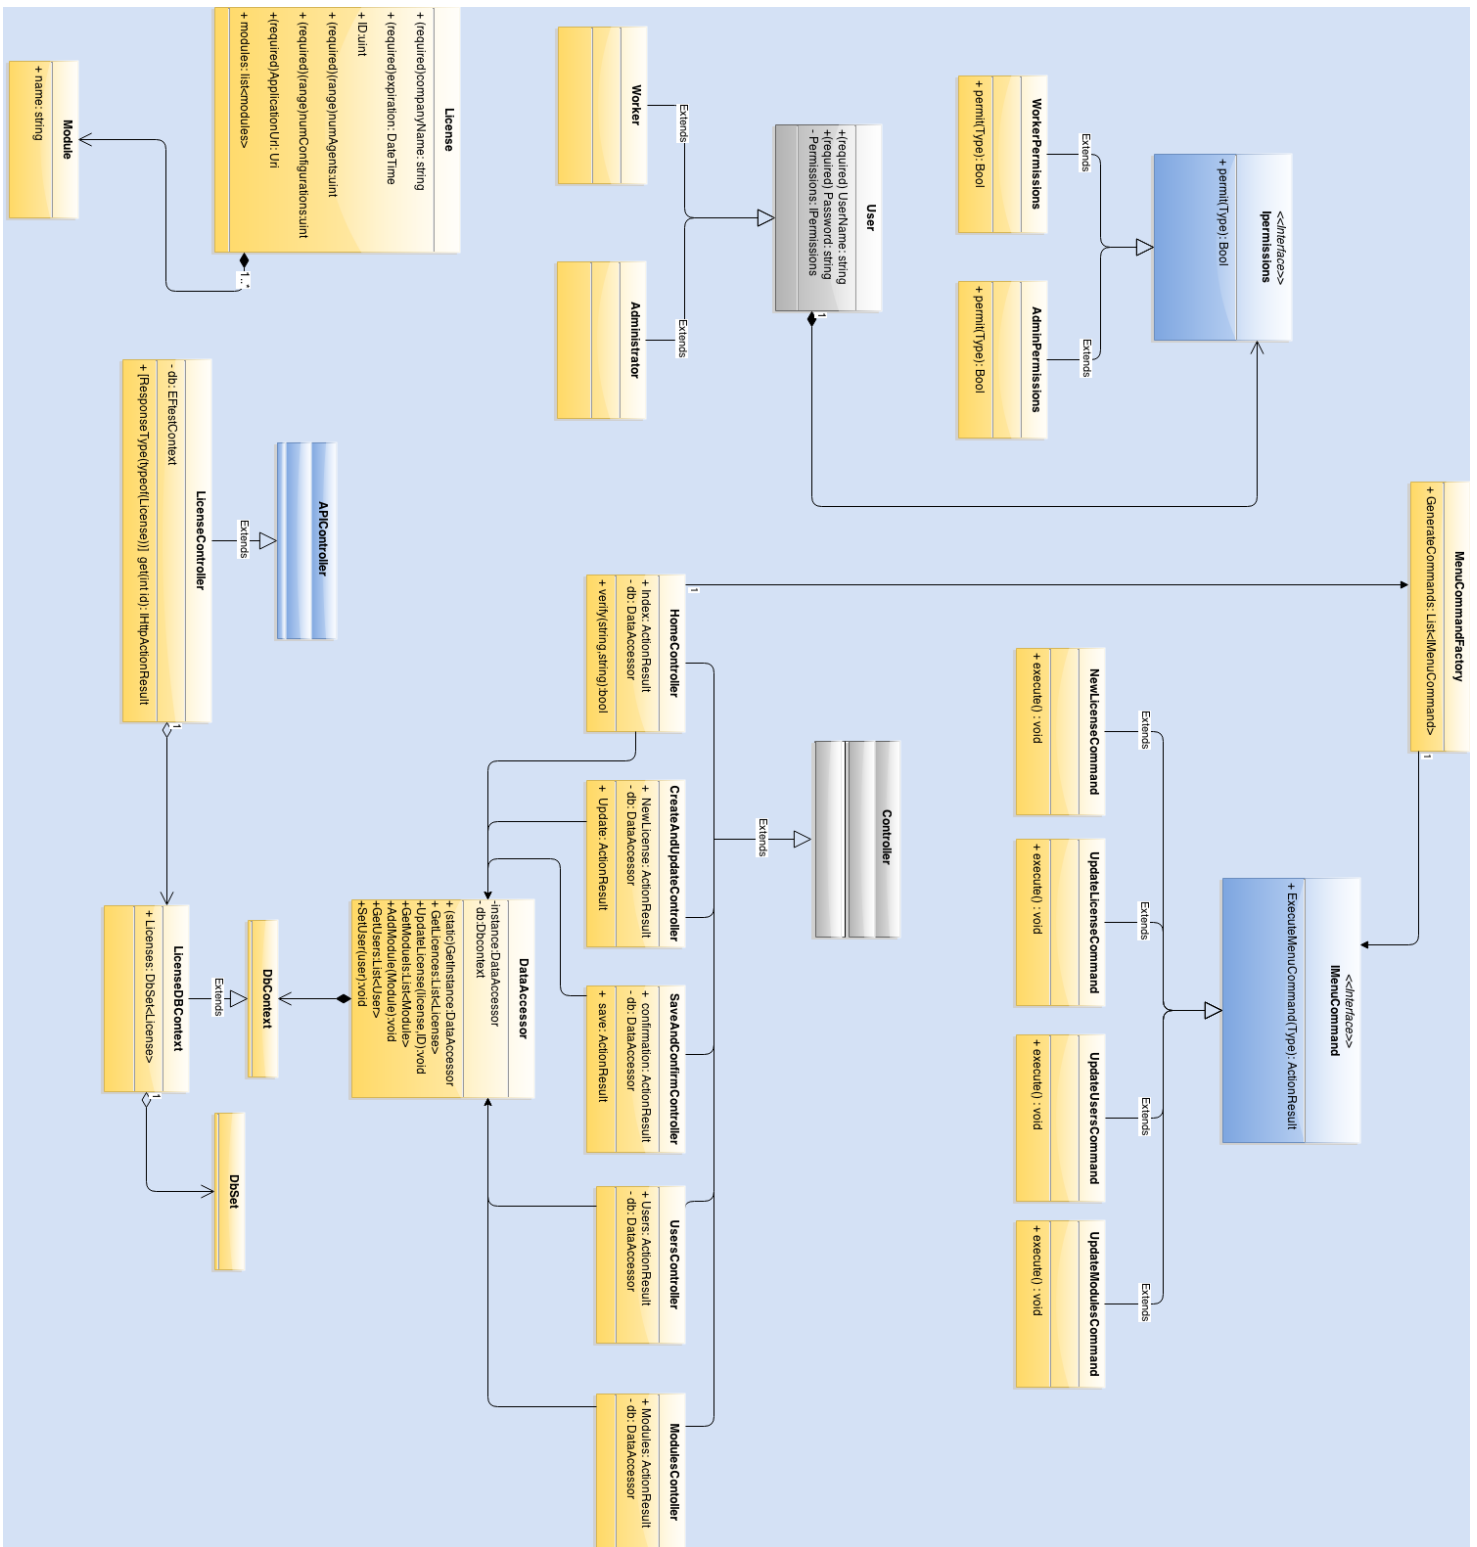 MenuCommandFactory
+ GenerateCommands: List<IMenuCommand>
1
<<Interface>>
IMenuCommand
+ ExecuteMenuCommand(Type): ActionResult
Extends
Extends
Extends
Extends
NewLicenseCommand
+ execute() : void
UpdateLicenseCommand
+ execute() : void
UpdateUsersCommand
+ execute() : void
UpdateModulesCommand
+ execute() : void
<<Interface>>
Ipermissions
+ permit(Type): Bool
Extends
Extends
WorkerPermissions
+ permit(Type): Bool
AdminPermissions
+ permit(Type): Bool
User
+(required) UserName: string
+(required) Password: string
- Permissions: IPermissions
1
Extends
Extends
Worker
Administrator
Controller
Extends
1
HomeController
+ Index: ActionResult
- db: DataAccessor
+ verify(string,string):bool
CreateAndUpdateController
+ NewLicense: ActionResult
- db: DataAccessor
+ Update: ActionResult
SaveAndConfirmController
+ confirmation: ActionResult
- db: DataAccessor
+ save: ActionResult
UsersController
+ Users: ActionResult
- db: DataAccessor
ModulesContoller
+ Modules: ActionResult
- db: DataAccessor
DataAccessor
-instance:DataAccessor
- db:Dbcontext
+ (static)GetInstance:DataAccessor
+ GetLicences:List<License>
+UpdateLicense(license,ID):void
+GetModuels:List<Module>
+AddModule(Module):void
+GetUsers:List<User>
+SetUser(user):void
License
+ (required)companyName: string
+ (required)expiration: DateTime
+ ID:uint
+ (required)(range)numAgents:uint
+ (required)(range)numConfigurations:uint
+(required)ApplicationUrl: Uri
+ modules: list<modules>
1..*
Module
+ name: string
APIController
Extends
LicenseController
- db: EFtestContext
+ [ResponseType(typeof(License))] get(int id): IHttpActionResult
1
DbContext
Extends
LicenseDBContext
+ Licenses: DbSet<License>
1
DbSet